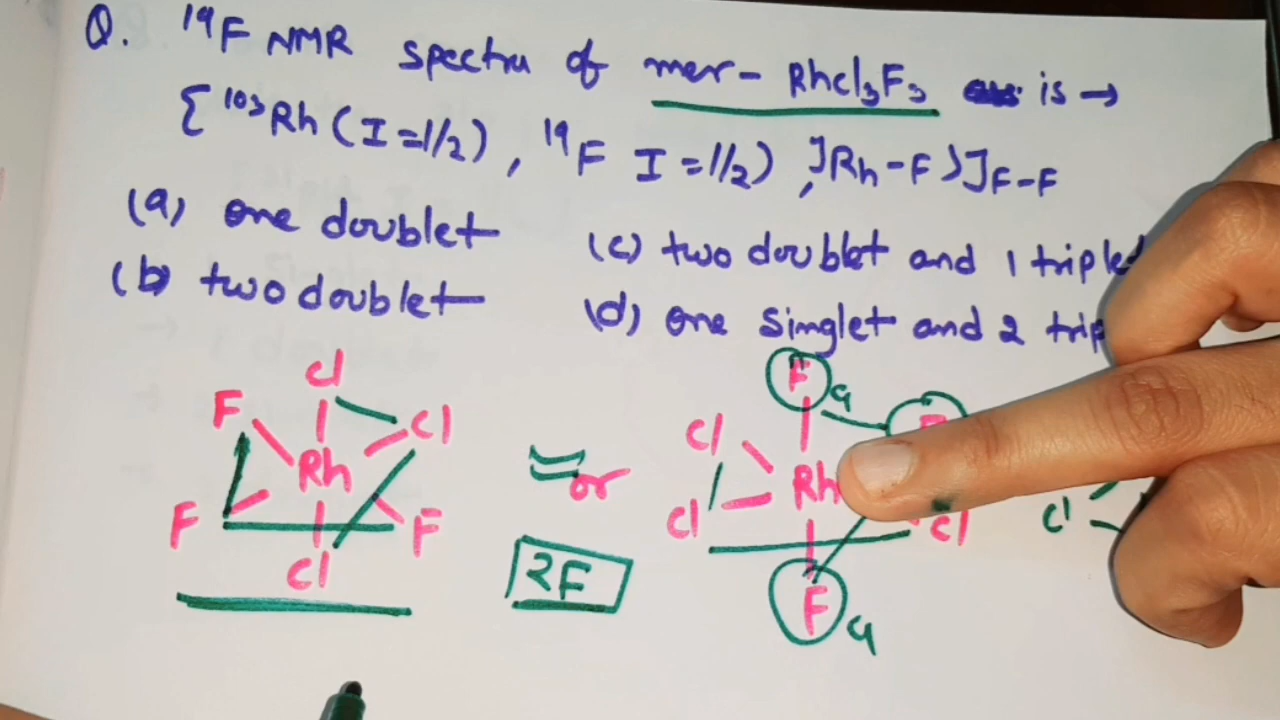 Q. ¹⁹F NMR spectra of mer- RhCl₃F₃ is →
{ ¹⁰³Rh (I=1/2), ¹⁹F I=1/2), JRh-F > JF-F
(a) one doublet
(b) two doublet
(c) two doublet and 1
(d) one singlet and 2
Cl
F Cl
Rh
F F
Cl
or
2F
F a
Cl
Rh
Cl Cl
F a
Cl